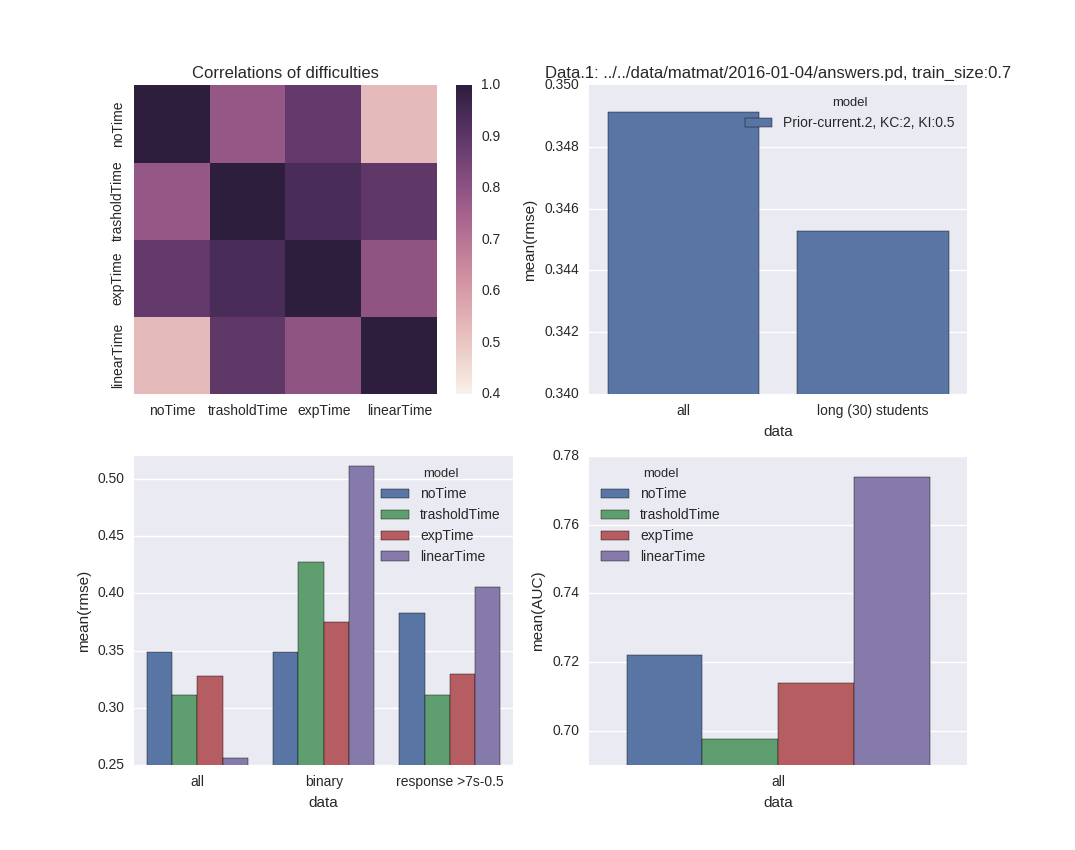 Correlations of difficulties
noTime
trasholdTime
expTime
linearTime
noTime trasholdTime expTime linearTime
1.0
0.9
0.8
0.7
0.6
0.5
0.4
Data.1: ../../data/matmat/2016-01-04/answers.pd, train_size:0.7
mean(rmse)
0.350
0.348
0.346
0.344
0.342
0.340
model
Prior-current.2, KC:2, KI:0.5
all long (30) students
data
mean(rmse)
0.50
0.45
0.40
0.35
0.30
0.25
model
noTime
trasholdTime
expTime
linearTime
all binary response >7s-0.5
data
mean(AUC)
0.78
0.76
0.74
0.72
0.70
model
noTime
trasholdTime
expTime
linearTime
all
data